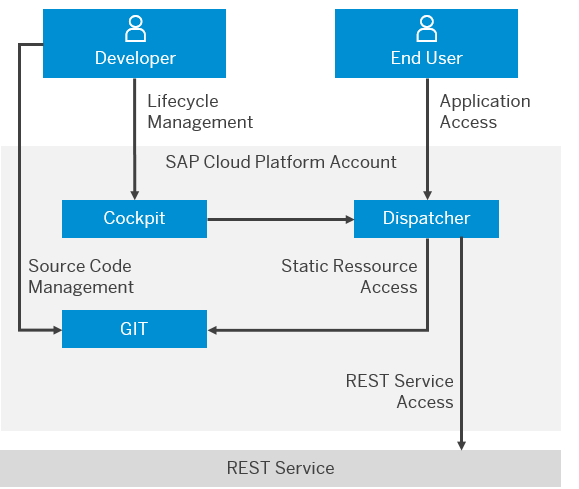 Developer
End User
Lifecycle
Management
Application
Access
SAP Cloud Platform Account
Cockpit
Dispatcher
Source Code
Management
Static Ressource
Access
GIT
REST Service
Access
REST Service